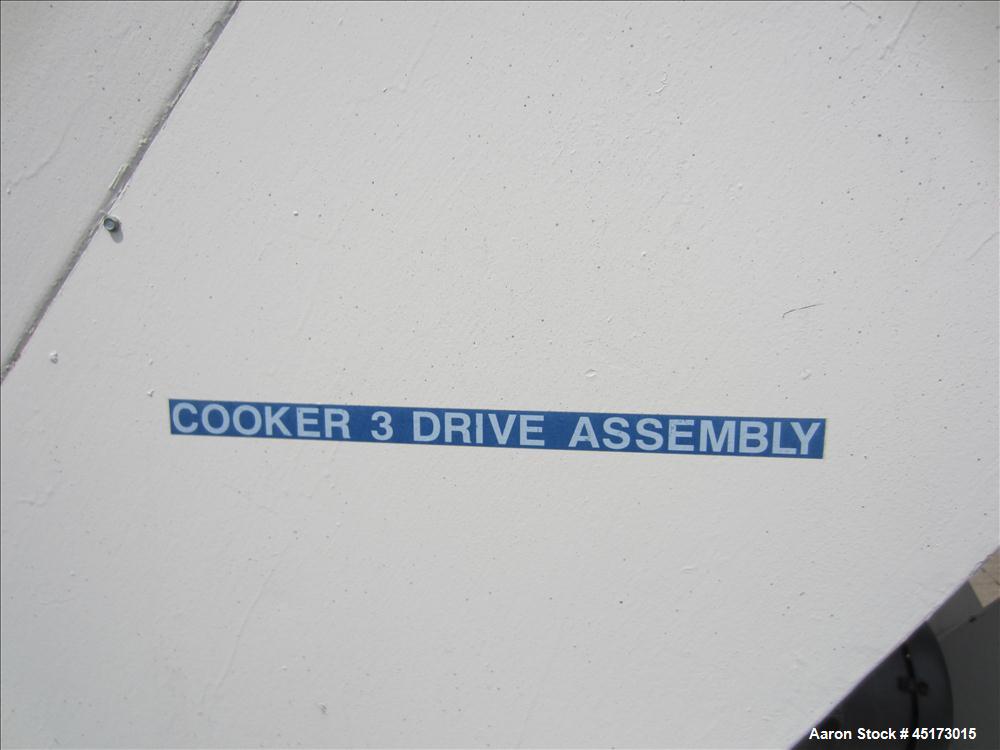 COOKER 3 DRIVE ASSEMBLY
Aaron Stock # 45173015